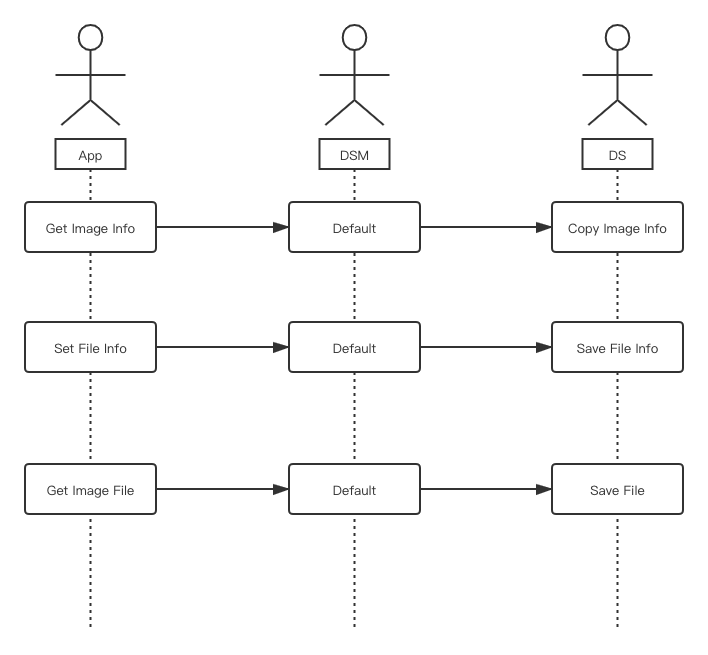 App
DSM
DS
Get Image Info
Default
Copy Image Info
Set File Info
Default
Save File Info
Get Image File
Default
Save File